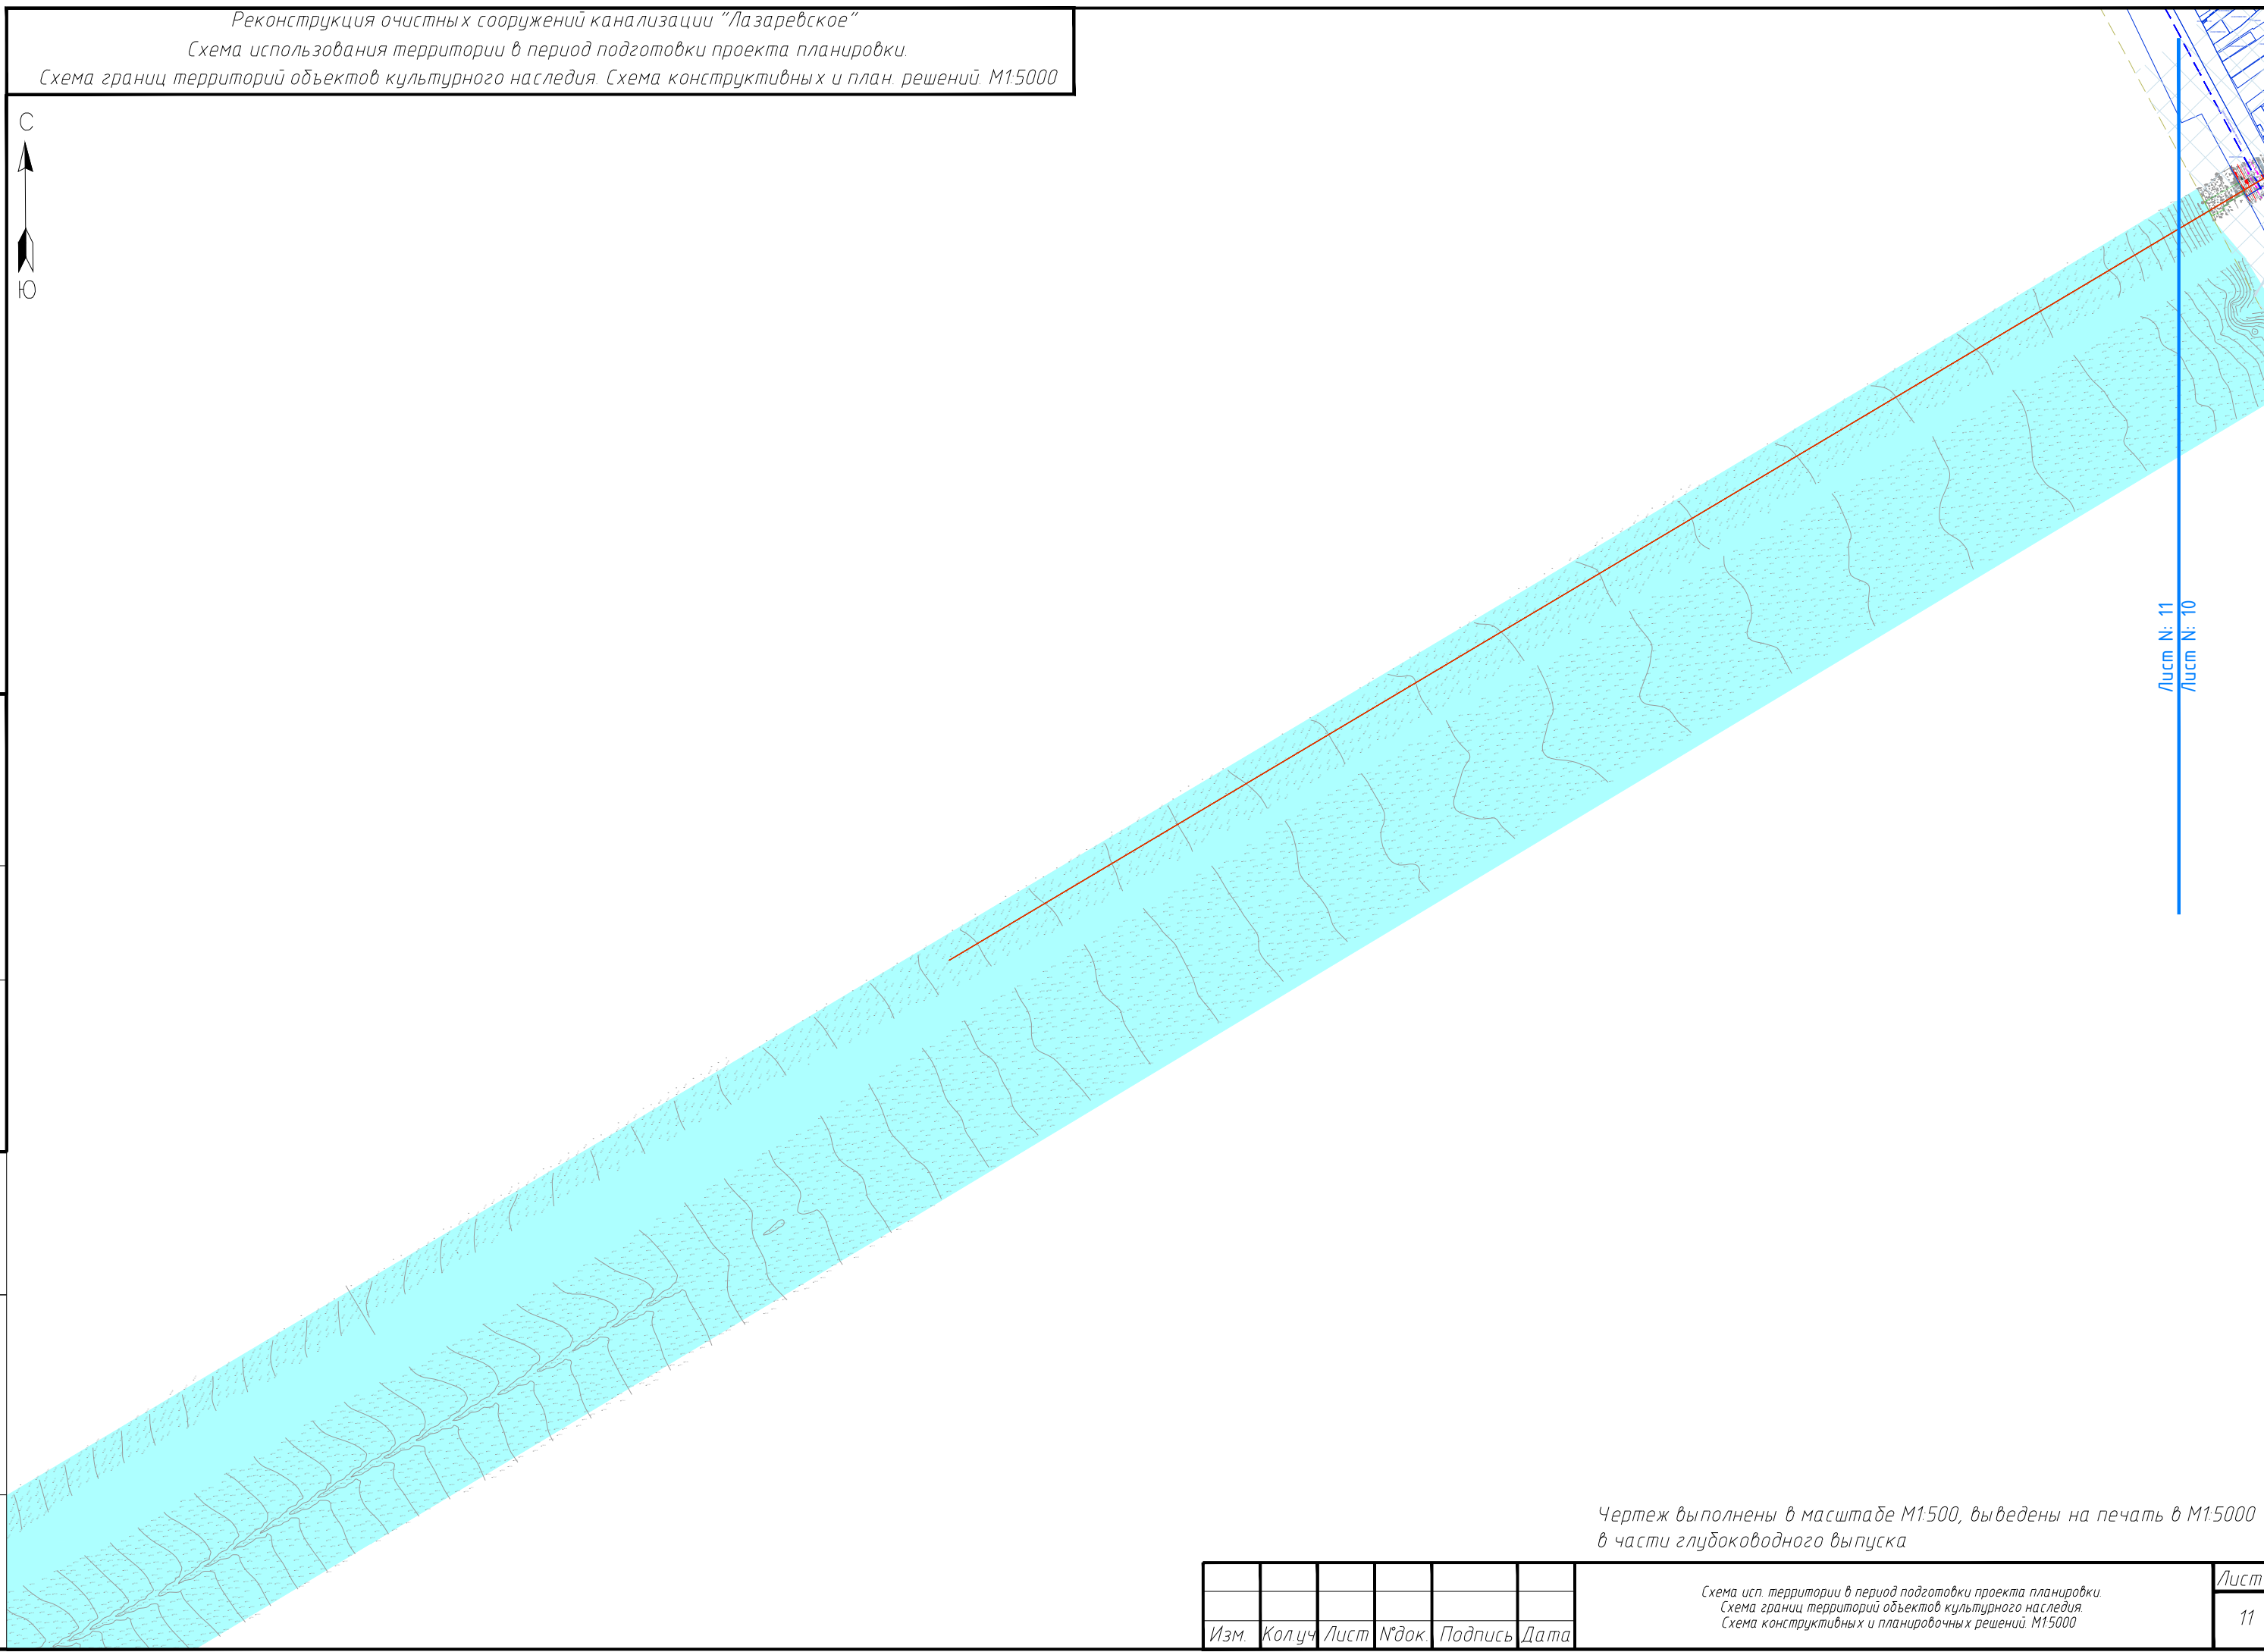 Реконструкция очистных сооружений канализации "Лазаревское"
Схема использования территории в период подготовки проекта планировки.
Схема границ территорий объектов культурного наследия. Схема конструктивных и план. решений. М1:5000
С
Ю
Лист N: 11
Лист N: 10
Чертеж выполнены в масштабе М1:500, выведены на печать в М1:5000
в части глубоководного выпуска
Изм. Кол.уч Лист №док. Подпись Дата
Схема исп. территории в период подготовки проекта планировки.
Схема границ территорий объектов культурного наследия.
Схема конструктивных и планировочных решений. М1:5000
Лист
11